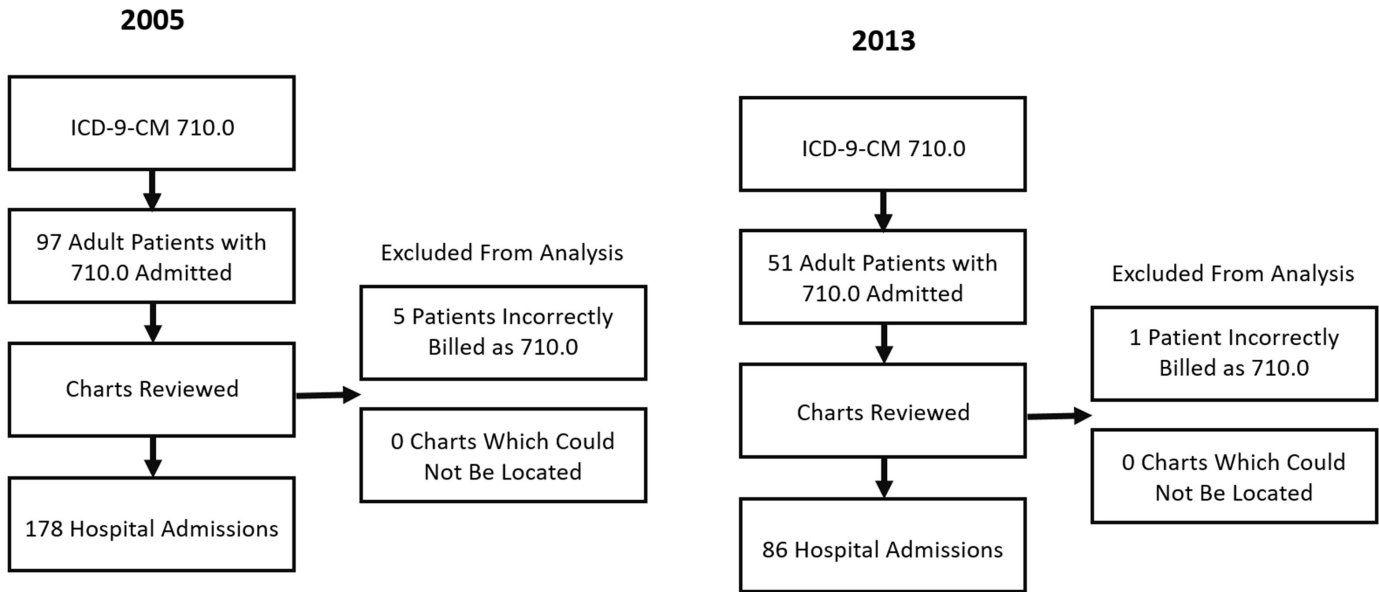 2005
ICD-9-CM 710.0
97 Adult Patients with
710.0 Admitted
Excluded From Analysis
5 Patients Incorrectly
Billed as 710.0
Charts Reviewed
0 Charts Which Could
Not Be Located
178 Hospital Admissions
2013
ICD-9-CM 710.0
51 Adult Patients with
710.0 Admitted
Excluded From Analysis
1 Patient Incorrectly
Billed as 710.0
Charts Reviewed
0 Charts Which Could
Not Be Located
86 Hospital Admissions